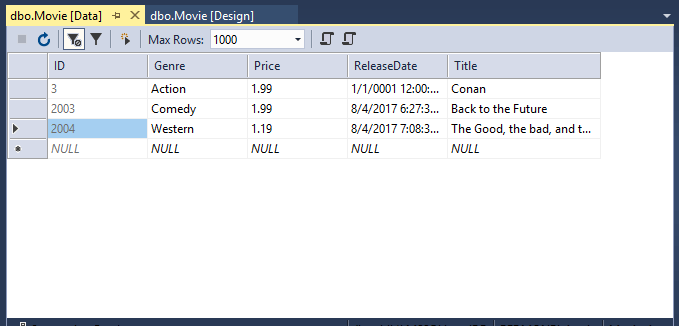 dbo.Movie [Data] dbo.Movie [Design]
Max Rows: 1000
ID Genre Price ReleaseDate Title
3 Action 1.99 1/1/0001 12:00:... Conan
2003 Comedy 1.99 8/4/2017 6:27:3... Back to the Future
2004 Western 1.19 8/4/2017 7:08:3... The Good, the bad, and t...
NULL NULL NULL NULL NULL